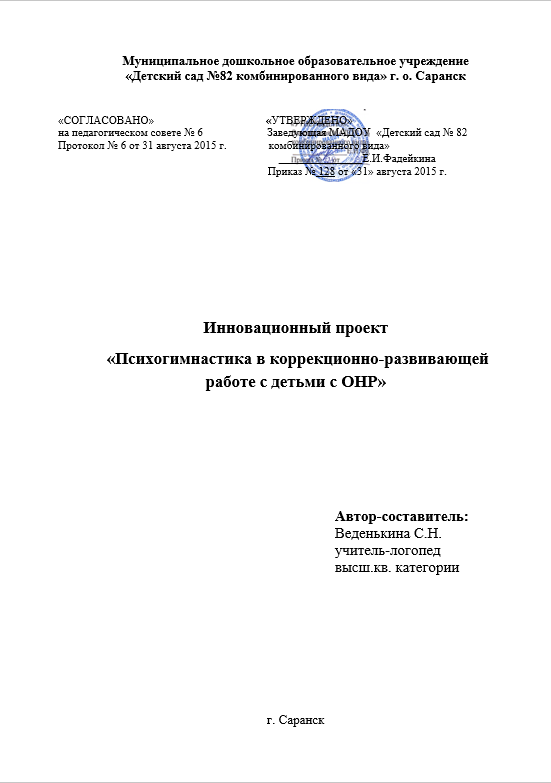 Муниципальное дошкольное образовательное учреждение
«Детский сад №82 комбинированного вида» г. о. Саранск
«СОГЛАСОВАНО»
на педагогическом совете № 6
Протокол № 6 от 31 августа 2015 г.
«УТВЕРЖДЕНО»
Заведующая МАДОУ «Детский сад № 82
комбинированного вида»
Е.И.Фадейкина
Приказ № 128 от «31» августа 2015 г.
Инновационный проект
«Психогимнастика в коррекционно-развивающей
работе с детьми с ОНР»
Автор-составитель:
Веденькина С.Н.
учитель-логопед
высш.кв. категории
г. Саранск